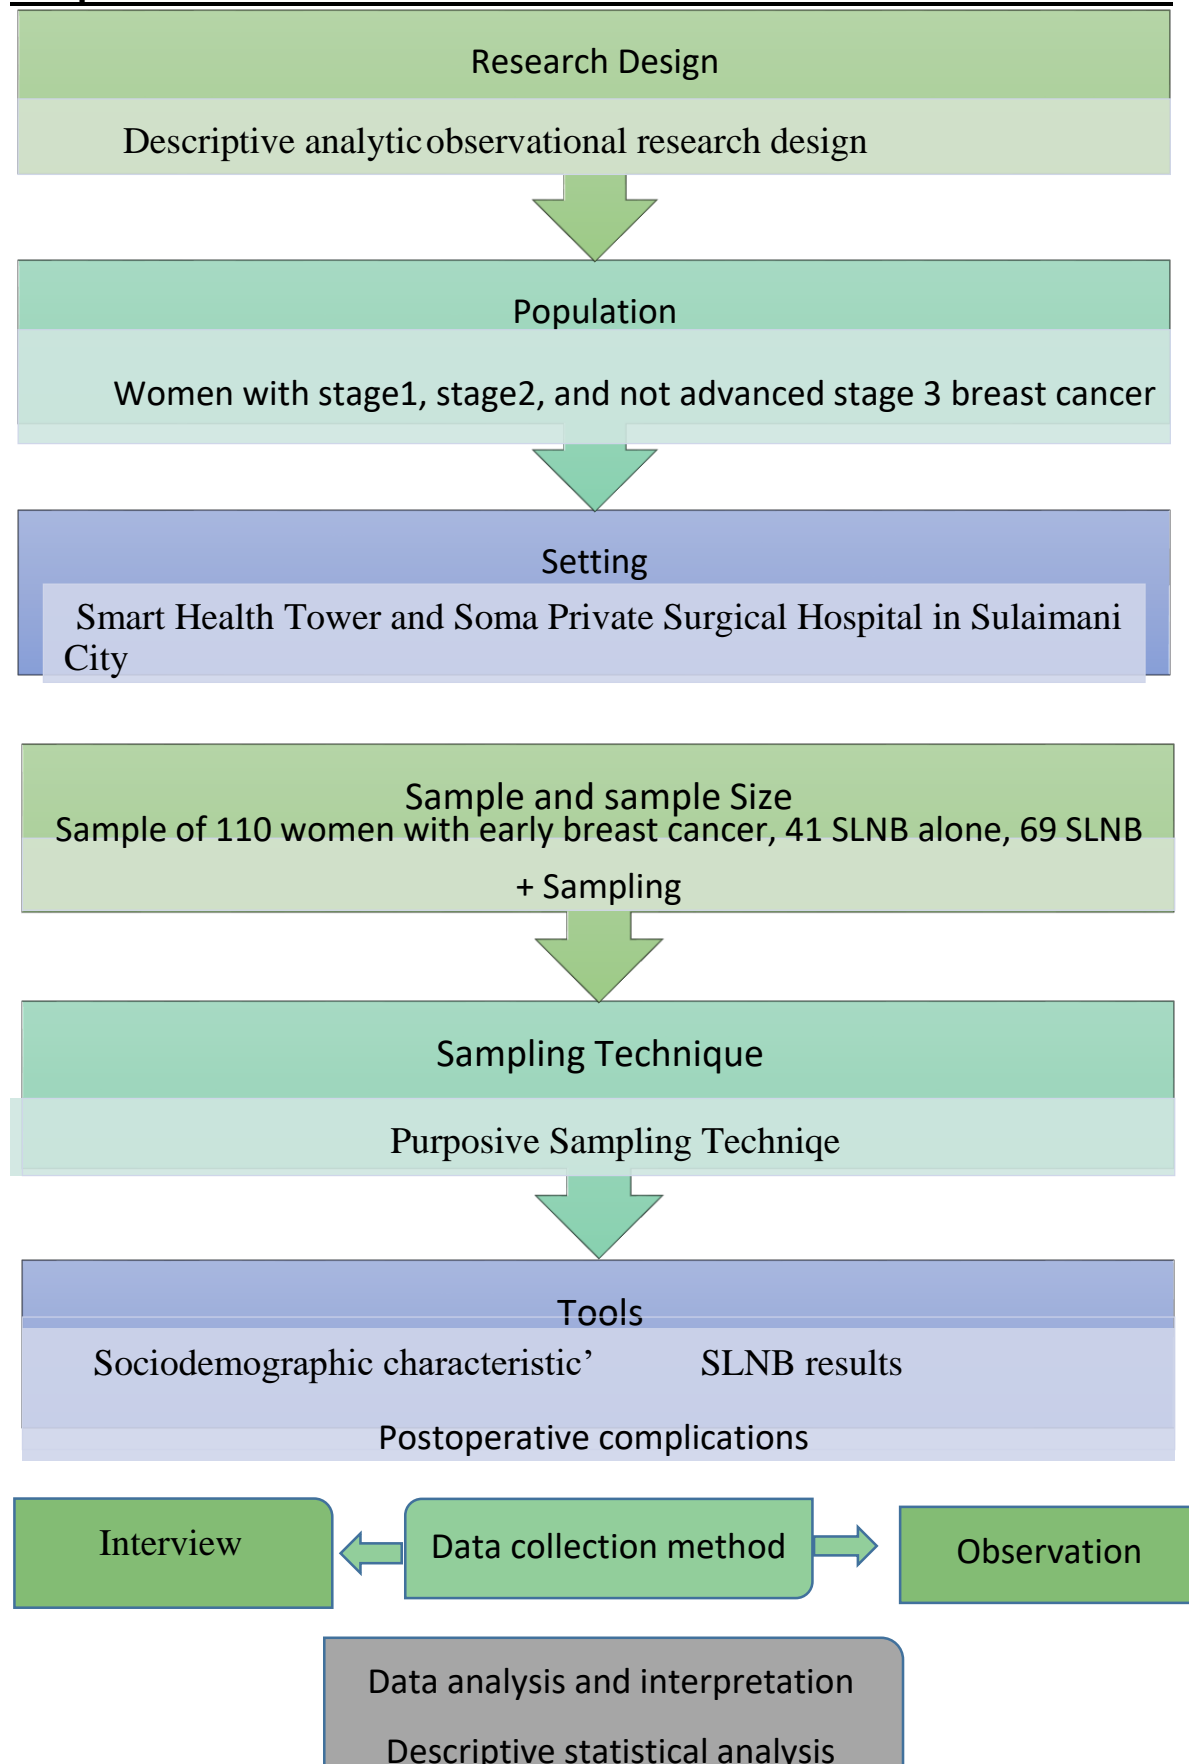 Research Design
Descriptive analytic observational research design
Population
Women with stage1, stage2, and not advanced stage 3 breast cancer
Setting
Smart Health Tower and Soma Private Surgical Hospital in Sulaimani
City
Sample and sample Size
Sample of 110 women with early breast cancer, 41 SLNB alone, 69 SLNB
+ Sampling
Sampling Technique
Purposive Sampling Techniqe
Tools
Sociodemographic characteristic’ SLNB results
Postoperative complications
Interview
Data collection method
Observation
Data analysis and interpretation
Descriptive statistical analysis